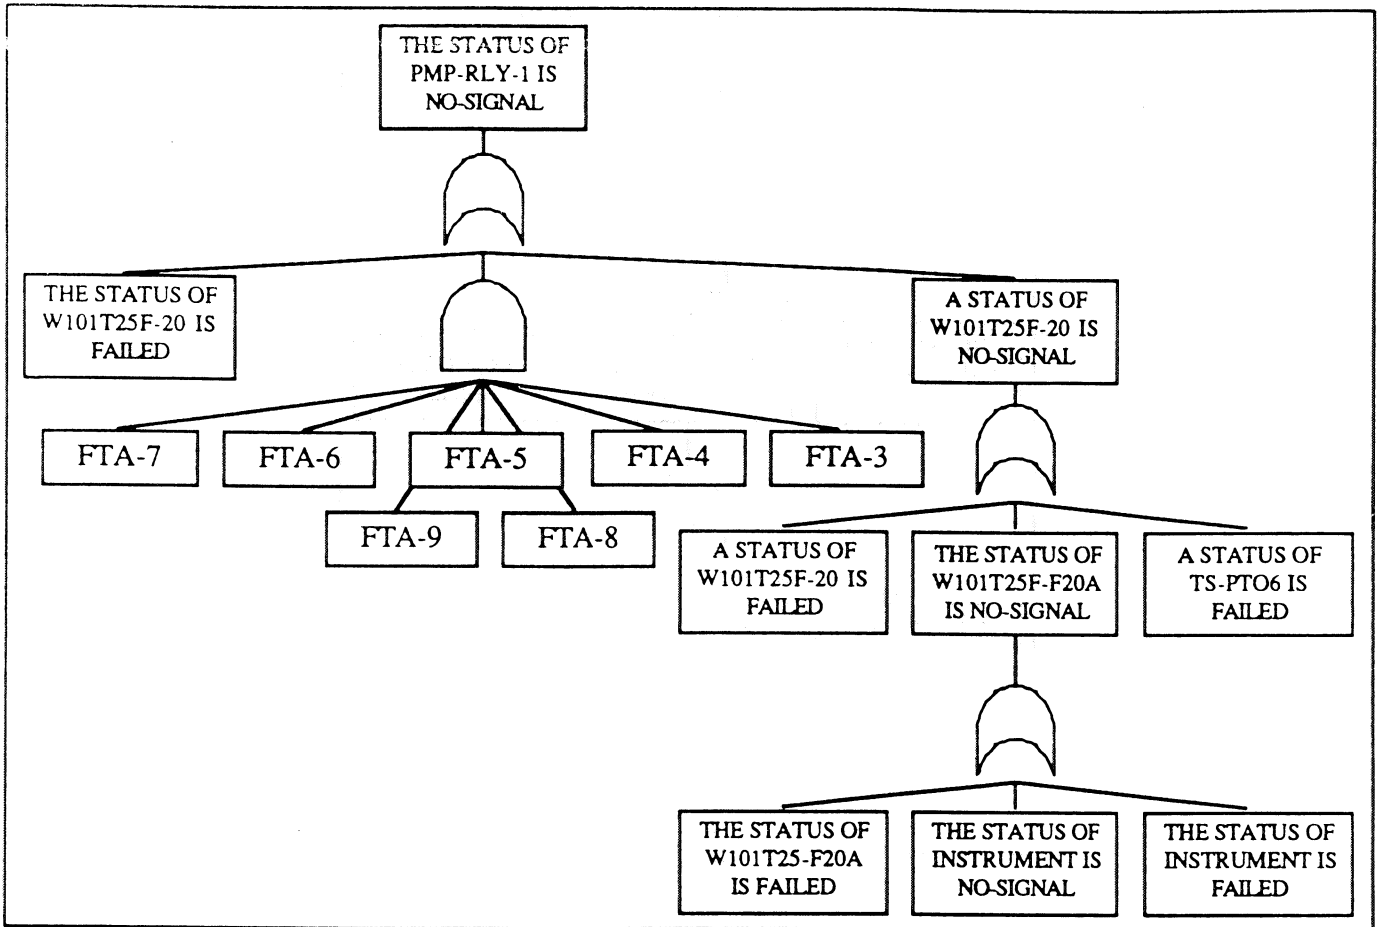 THE STATUS OF
PMP-RLY-1 IS
NO-SIGNAL
THE STATUS OF
W101T25F-20 IS
FAILED
A STATUS OF
W101T25F-20 IS
NO-SIGNAL
FTA-7
FTA-6
FTA-5
FTA-4
FTA-3
FTA-9
FTA-8
A STATUS OF
W101T25F-20 IS
FAILED
THE STATUS OF
W101T25F-F20A
IS NO-SIGNAL
A STATUS OF
TS-PTO6 IS
FAILED
THE STATUS OF
W101T25-F20A
IS FAILED
THE STATUS OF
INSTRUMENT IS
NO-SIGNAL
THE STATUS OF
INSTRUMENT IS
FAILED